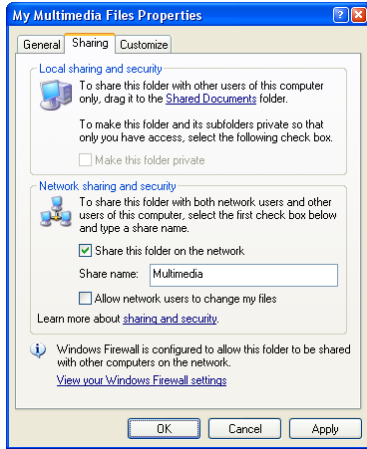 My Multimedia Files Properties
General Sharing Customize
Local sharing and security
To share this folder with other users of this computer
only, drag it to the Shared Documents folder.
To make this folder and its subfolders private so that
only you have access, select the following check box.
Make this folder private
Network sharing and security
To share this folder with both network users and other
users of this computer, select the first check box below
and type a share name.
Share this folder on the network
Share name: Multimedia
Allow network users to change my files
Learn more about sharing and security.
Windows Firewall is configured to allow this folder to be shared
with other computers on the network.
View your Windows Firewall settings
OK Cancel Apply